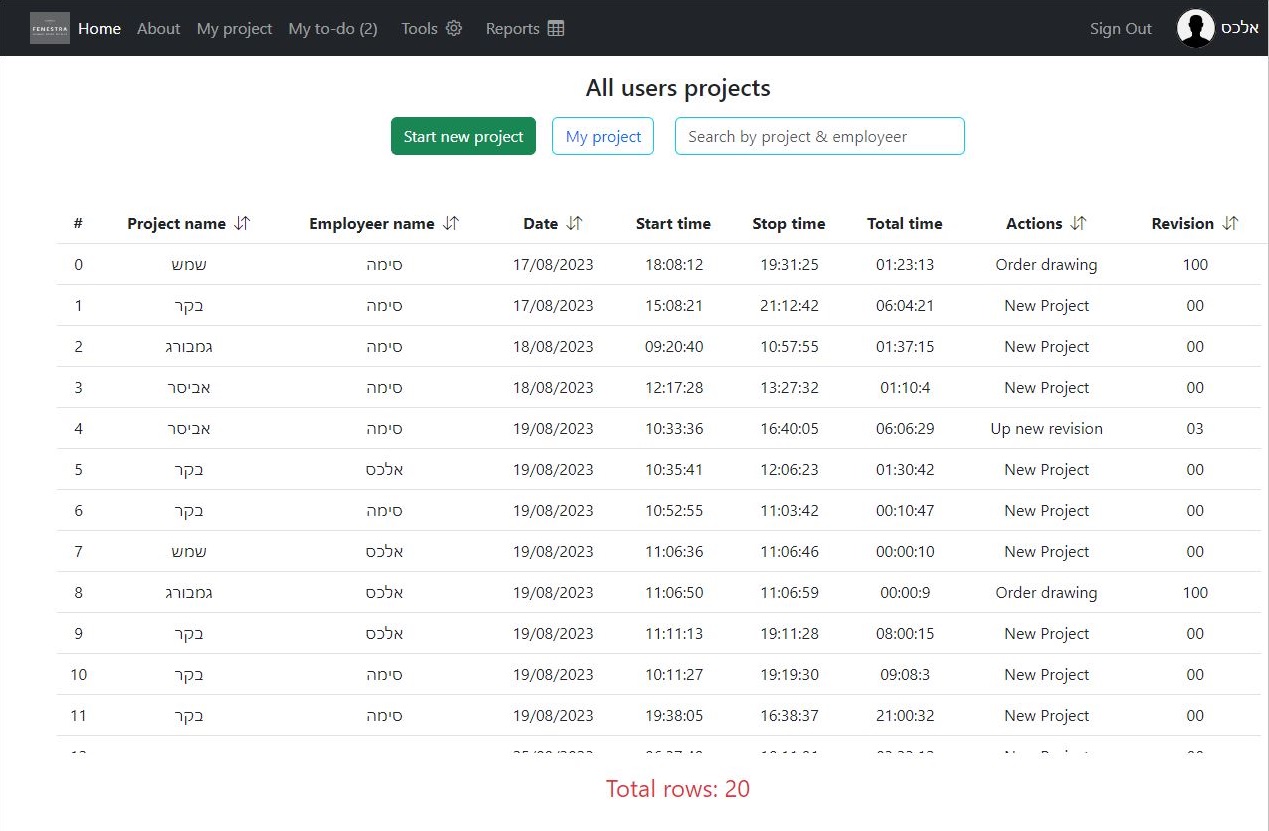 FENESTRA
Home About My project My to-do (2) Tools Reports Sign Out אלכס
All users projects
Start new project My project Search by project & employeer
# Project name Employeer name Date Start time Stop time Total time Actions Revision
0 שמש סימה 17/08/2023 18:08:12 19:31:25 01:23:13 Order drawing 100
1 בקר סימה 17/08/2023 15:08:21 21:12:42 06:04:21 New Project 00
2 גמבורג סימה 18/08/2023 09:20:40 10:57:55 01:37:15 New Project 00
3 אביסר סימה 18/08/2023 12:17:28 13:27:32 01:10:4 New Project 00
4 אביסר סימה 19/08/2023 10:33:36 16:40:05 06:06:29 Up new revision 03
5 בקר אלכס 19/08/2023 10:35:41 12:06:23 01:30:42 New Project 00
6 בקר סימה 19/08/2023 10:52:55 11:03:42 00:10:47 New Project 00
7 שמש אלכס 19/08/2023 11:06:36 11:06:46 00:00:10 New Project 00
8 גמבורג אלכס 19/08/2023 11:06:50 11:06:59 00:00:9 Order drawing 100
9 בקר אלכס 19/08/2023 11:11:13 19:11:28 08:00:15 New Project 00
10 בקר סימה 19/08/2023 10:11:27 19:19:30 09:08:3 New Project 00
11 בקר סימה 19/08/2023 19:38:05 16:38:37 21:00:32 New Project 00
Total rows: 20